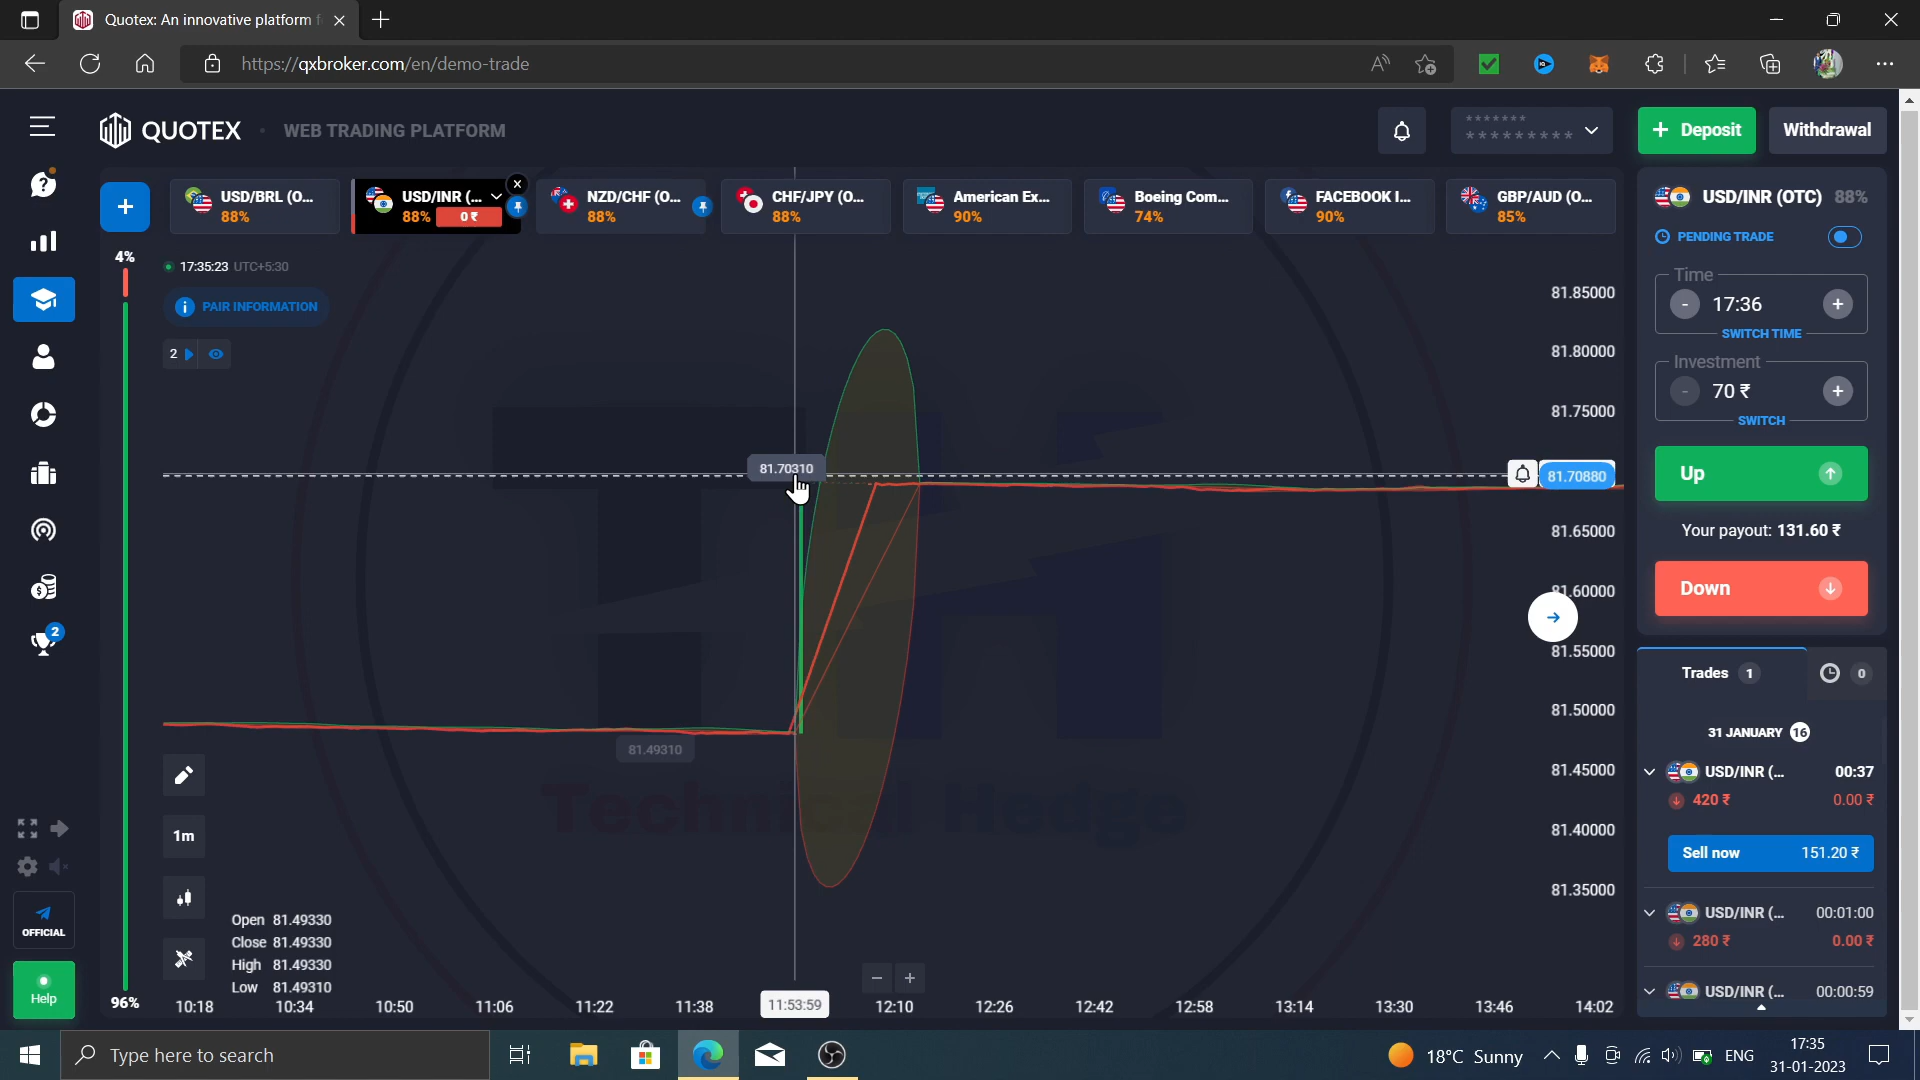 Quotex: An innovative platform f
https://qxbroker.com/en/demo-trade
QUOTEX
WEB TRADING PLATFORM
*******
*********
+ Deposit
Withdrawal
USD/BRL (O...
88%
USD/INR (...
88%
0 ₹
NZD/CHF (O...
88%
CHF/JPY (O...
88%
American Ex...
90%
Boeing Com...
74%
FACEBOOK I...
90%
GBP/AUD (O...
85%
4%
17:35:23 UTC+5:30
PAIR INFORMATION
2
81.70310
81.49310
Technical Hedge
81.85000
81.80000
81.75000
81.70880
81.65000
81.60000
81.55000
81.50000
81.45000
81.40000
81.35000
1m
Open 81.49330
Close 81.49330
High 81.49330
Low 81.49310
96%
10:18
10:34
10:50
11:06
11:22
11:38
11:53:59
12:10
12:26
12:42
12:58
13:14
13:30
13:46
14:02
2
OFFICIAL
Help
USD/INR (OTC) 88%
PENDING TRADE
Time
- 17:36 +
SWITCH TIME
Investment
- 70 ₹ +
SWITCH
Up
Your payout: 131.60 ₹
Down
Trades 1
0
31 JANUARY 16
USD/INR (... 00:37
420 ₹ 0.00 ₹
Sell now 151.20 ₹
USD/INR (... 00:01:00
280 ₹ 0.00 ₹
USD/INR (... 00:00:59
Type here to search
18°C Sunny
ENG
17:35
31-01-2023